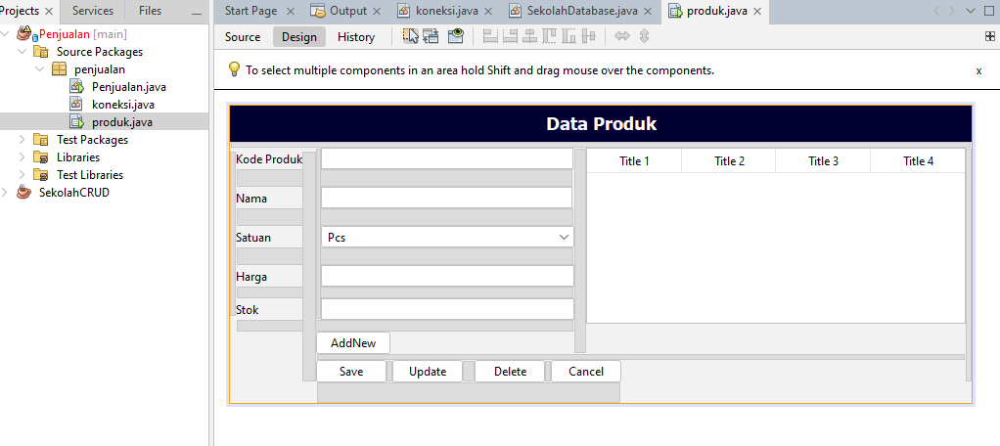 Projects Services Files
Start Page Output koneksi.java SekolahDatabase.java produk.java
Source Design History
To select multiple components in an area hold Shift and drag mouse over the components. x
Penjualan [main]
Source Packages
penjualan
Penjualan.java
koneksi.java
produk.java
Test Packages
Libraries
Test Libraries
SekolahCRUD
Data Produk
Kode Produk
Nama
Satuan Pcs
Harga
Stok
Title 1 Title 2 Title 3 Title 4
AddNew
Save Update Delete Cancel